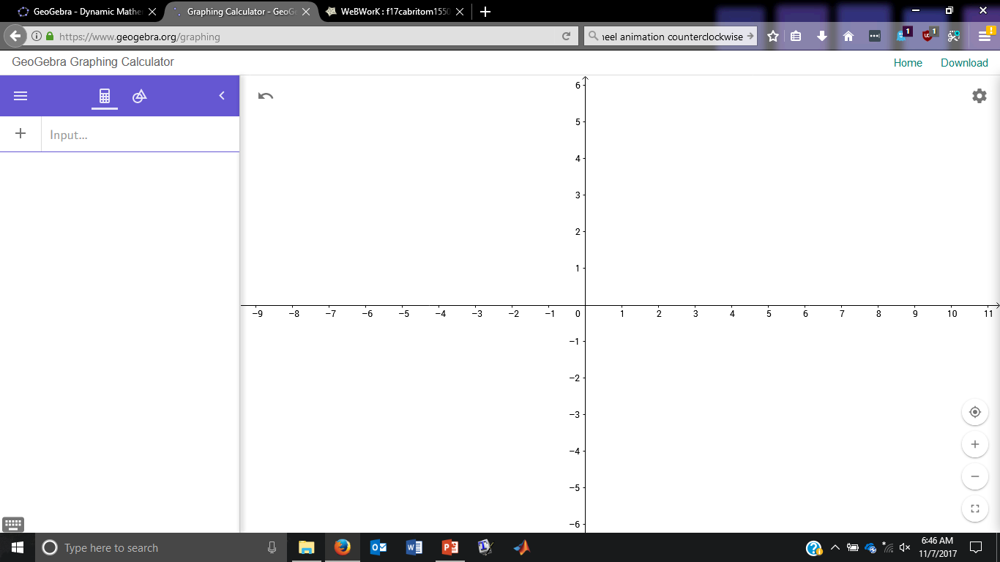 GeoGebra - Dynamic Mathe
Graphing Calculator - GeoG
WeBWorK : f17cabritom1550
https://www.geogebra.org/graphing
neel animation counterclockwise
1
1
GeoGebra Graphing Calculator
Home
Download
Input...
6
5
4
3
2
1
−9 −8 −7 −6 −5 −4 −3 −2 −1 0 1 2 3 4 5 6 7 8 9 10 11
−1
−2
−3
−4
−5
−6
Type here to search
6:46 AM
11/7/2017